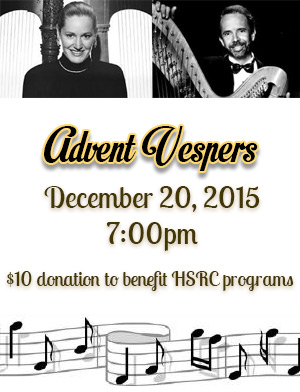 Advent Vespers
December 20, 2015
7:00pm
$10 donation to benefit HSRC programs